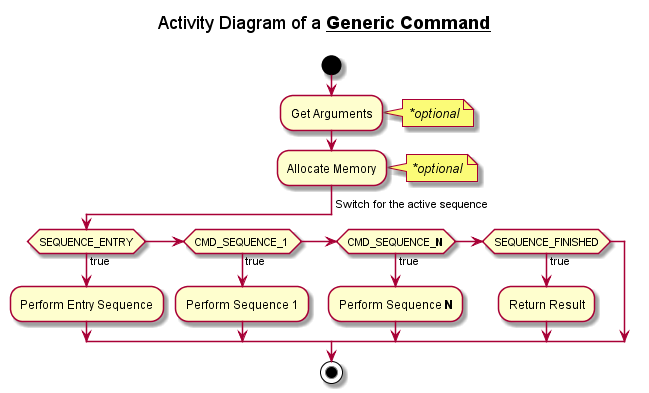 Activity Diagram of a Generic Command
Get Arguments
*optional
Allocate Memory
*optional
Switch for the active sequence
SEQUENCE_ENTRY
CMD_SEQUENCE_1
CMD_SEQUENCE_N
SEQUENCE_FINISHED
true
true
true
true
Perform Entry Sequence
Perform Sequence 1
Perform Sequence N
Return Result